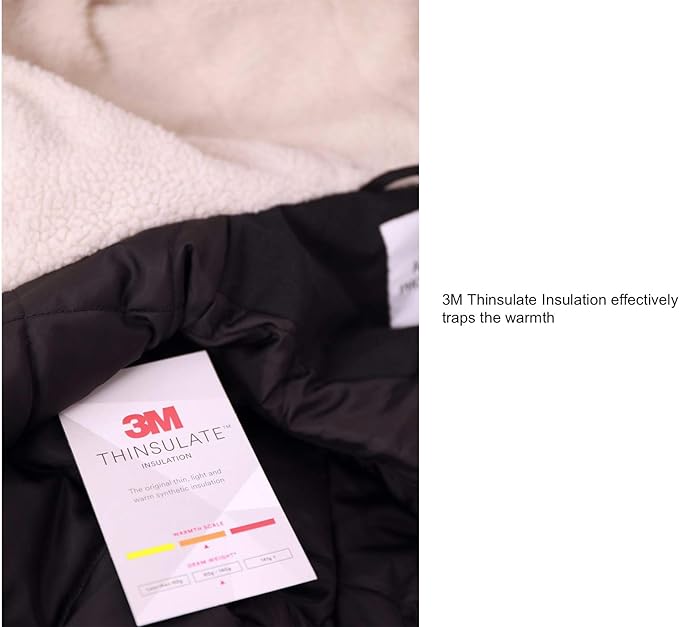 3M Thinsulate Insulation effectively
traps the warmth
3M
THINSULATE™
INSULATION
The original thin, light and
warm synthetic insulation
WARMTH SCALE
GRAM WEIGHT*